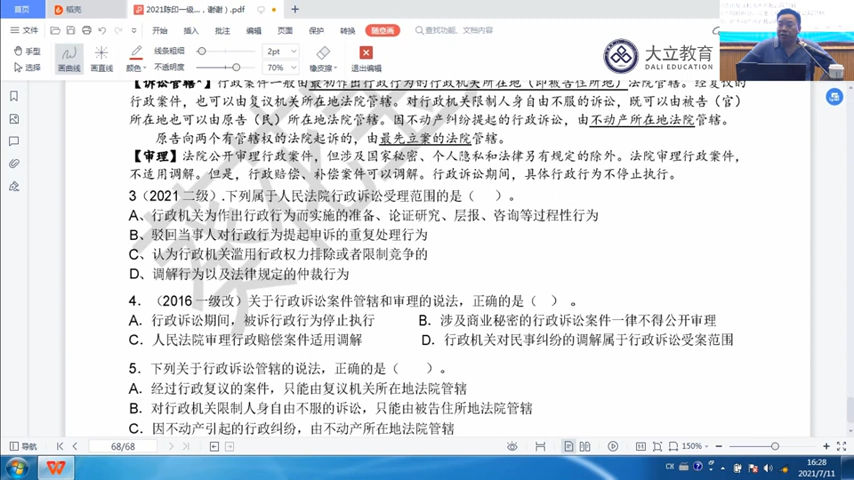 首页
稻壳
2021陈印一级...，谢谢）.pdf
文件
开始
插入
批注
编辑
页面
保护
转换
随意画
查找功能、文档内容
手型
选择
画曲线
画直线
颜色
线条粗细
2pt
不透明度
70%
橡皮擦
退出编辑
大立教育
DALI EDUCATION
【诉讼管辖*】行政案件一般由最初作出行政行为的行政机关所在地（即被告住所地）法院管辖。经复议的
行政案件，也可以由复议机关所在地法院管辖。对行政机关限制人身自由不服的诉讼，既可以由被告（官）
所在地也可以由原告（民）所在地法院管辖。因不动产纠纷提起的行政诉讼，由不动产所在地法院管辖。
原告向两个有管辖权的法院起诉的，由最先立案的法院管辖。
【审理】法院公开审理行政案件，但涉及国家秘密、个人隐私和法律另有规定的除外。法院审理行政案件，
不适用调解。但是，行政赔偿、补偿案件可以调解。行政诉讼期间，具体行政行为不停止执行。
3（2021 二级）.下列属于人民法院行政诉讼受理范围的是（ ）。
A、行政机关为作出行政行为而实施的准备、论证研究、层报、咨询等过程性行为
B、驳回当事人对行政行为提起申诉的重复处理行为
C、认为行政机关滥用行政权力排除或者限制竞争的
D、调解行为以及法律规定的仲裁行为
4．（2016 一级改）关于行政诉讼案件管辖和审理的说法，正确的是（ ）。
A．行政诉讼期间，被诉行政行为停止执行 B．涉及商业秘密的行政诉讼案件一律不得公开审理
C．人民法院审理行政赔偿案件适用调解 D．行政机关对民事纠纷的调解属于行政诉讼受案范围
5．下列关于行政诉讼管辖的说法，正确的是（ ）。
A．经过行政复议的案件，只能由复议机关所在地法院管辖
B．对行政机关限制人身自由不服的诉讼，只能由被告住所地法院管辖
C．因不动产引起的行政纠纷，由不动产所在地法院管辖
导航
68/68
150%
CH
16:28
2021/7/11